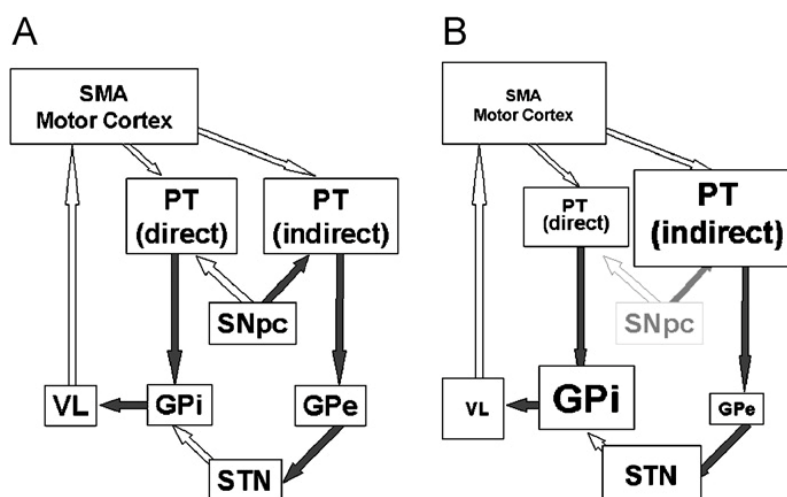 A
SMA
Motor Cortex
PT
(direct)
PT
(indirect)
SNpc
VL
GPi
GPe
STN
B
SMA
Motor Cortex
PT
(direct)
PT
(indirect)
SNpc
VL
GPi
GPe
STN